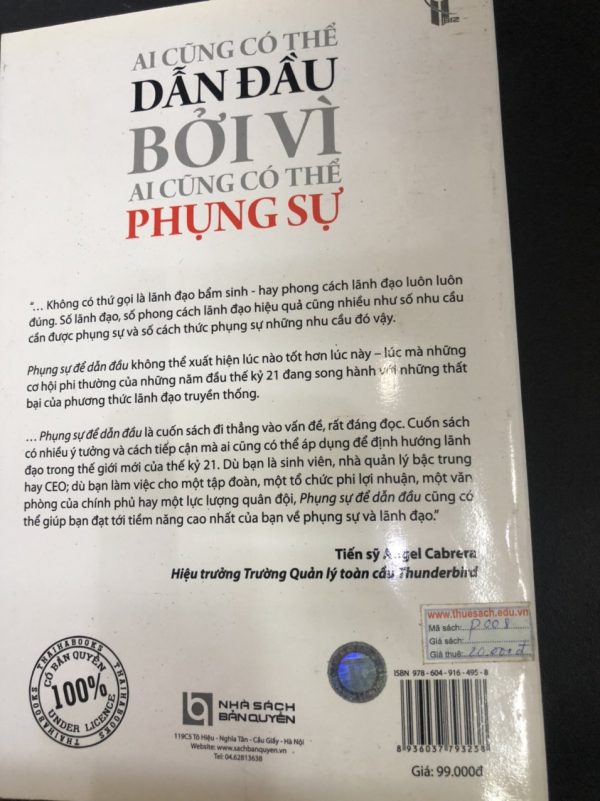 BIZ
AI CŨNG CÓ THỂ
DẪN ĐẦU
BỞI VÌ
AI CŨNG CÓ THỂ
PHỤNG SỰ
"... Không có thứ gọi là lãnh đạo bẩm sinh - hay phong cách lãnh đạo luôn luôn
đúng. Số lãnh đạo, số phong cách lãnh đạo hiệu quả cũng nhiều như số nhu cầu
cần được phụng sự và số cách thức phụng sự những nhu cầu đó vậy.
Phụng sự để dẫn đầu không thể xuất hiện lúc nào tốt hơn lúc này – lúc mà những
cơ hội phi thường của những năm đầu thế kỷ 21 đang song hành với những thất
bại của phương thức lãnh đạo truyền thống.
... Phụng sự để dẫn đầu là cuốn sách đi thẳng vào vấn đề, rất đáng đọc. Cuốn sách
có nhiều ý tưởng và cách tiếp cận mà ai cũng có thể áp dụng để định hướng lãnh
đạo trong thế giới mới của thế kỷ 21. Dù bạn là sinh viên, nhà quản lý bậc trung
hay CEO; dù bạn làm việc cho một tập đoàn, một tổ chức phi lợi nhuận, một văn
phòng của chính phủ hay một lực lượng quân đội, Phụng sự để dẫn đầu cũng có
thể giúp bạn đạt tới tiềm năng cao nhất của bạn về phụng sự và lãnh đạo."
Tiến sỹ Angel Cabrera
Hiệu trưởng Trường Quản lý toàn cầu Thunderbird
www.thuesach.edu.vn
Mã sách: P008
Giá sách:
Giá thuê: 20.000đ
THAIHABOOKS
CÓ BẢN QUYỀN
100%
UNDER LICENCE
THAIHABOOKS
NHÀ SÁCH
BẢN QUYỀN
119C5 Tô Hiệu - Nghĩa Tân - Cầu Giấy - Hà Nội
Website: www.sachbanquyen.vn
Tel: 04.62813638
ISBN 978-604-916-495-8
8 936037 793238
Giá: 99.000đ